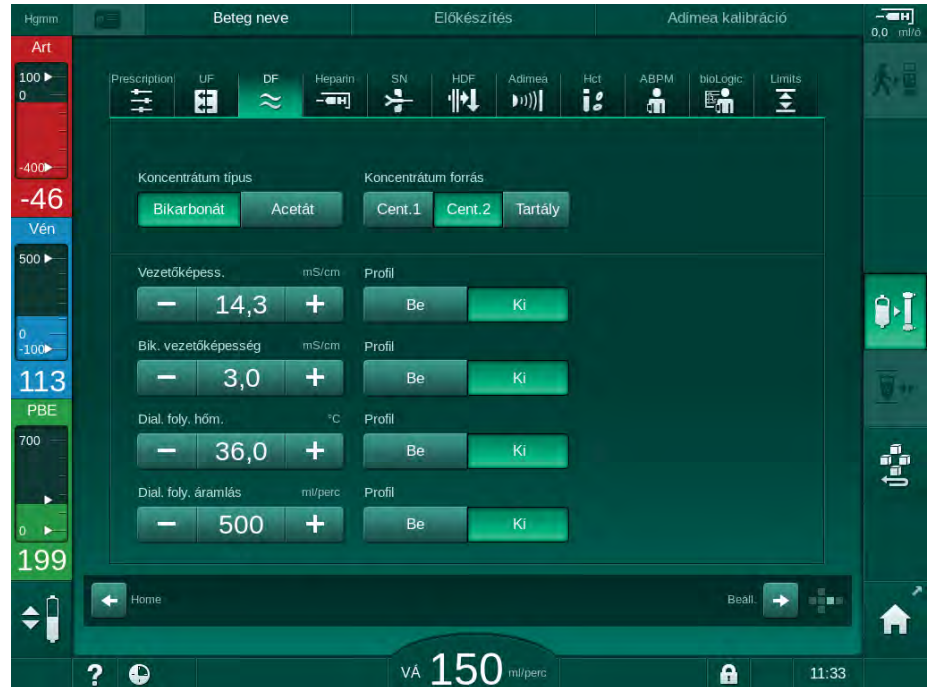 Hgmm Beteg neve Előkészítés Adimea kalibráció 0,0 ml/ó
Art
100
0
-400
-46
Vén
500
0
-100
113
PBE
700
0
199
Prescription UF DF Heparin SN HDF Adimea Hct ABPM bioLogic Limits
Koncentrátum típus Koncentrátum forrás
Bikarbonát Acetát Cent.1 Cent.2 Tartály
Vezetőképess. mS/cm Profil
− 14,3 + Be Ki
Bik. vezetőképesség mS/cm Profil
− 3,0 + Be Ki
Dial. foly. hőm. °C Profil
− 36,0 + Be Ki
Dial. foly. áramlás ml/perc Profil
− 500 + Be Ki
Home Beáll.
? VÁ 150 ml/perc 11:33